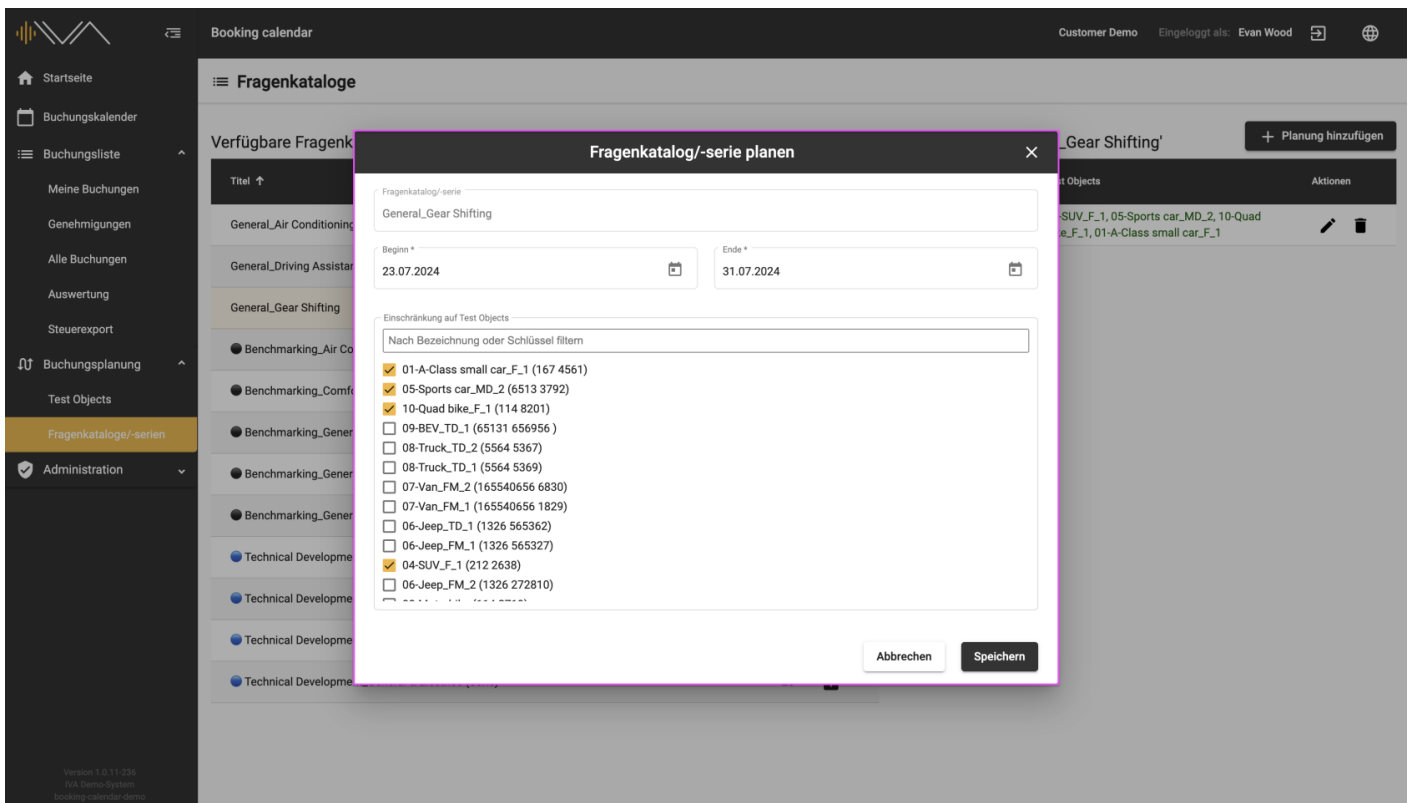 IVA
Booking calendar
Customer Demo Eingeloggt als: Evan Wood
Startseite
Buchungskalender
Buchungsliste
Meine Buchungen
Genehmigungen
Alle Buchungen
Auswertung
Steuerexport
Buchungsplanung
Test Objects
Fragenkataloge/-serien
Administration
Version 1.0.11-236
IVA Demo-System
booking-calendar-demo
Fragenkataloge
Verfügbare Fragenk
Titel
General_Air Conditioning
General_Driving Assistan
General_Gear Shifting
Benchmarking_Air Co
Benchmarking_Comfo
Benchmarking_Gener
Benchmarking_Gener
Benchmarking_Gener
Technical Developme
Technical Developme
Technical Developme
Technical Developme
Fragenkatalog/-serie planen
Fragenkatalog/-serie
General_Gear Shifting
Beginn *
23.07.2024
Ende *
31.07.2024
Einschränkung auf Test Objects
Nach Bezeichnung oder Schlüssel filtern
01-A-Class small car_F_1 (167 4561)
05-Sports car_MD_2 (6513 3792)
10-Quad bike_F_1 (114 8201)
09-BEV_TD_1 (65131 656956 )
08-Truck_TD_2 (5564 5367)
08-Truck_TD_1 (5564 5369)
07-Van_FM_2 (165540656 6830)
07-Van_FM_1 (165540656 1829)
06-Jeep_TD_1 (1326 565362)
06-Jeep_FM_1 (1326 565327)
04-SUV_F_1 (212 2638)
06-Jeep_FM_2 (1326 272810)
Abbrechen
Speichern
_Gear Shifting'
Planung hinzufügen
t Objects Aktionen
-SUV_F_1, 05-Sports car_MD_2, 10-Quad
e_F_1, 01-A-Class small car_F_1